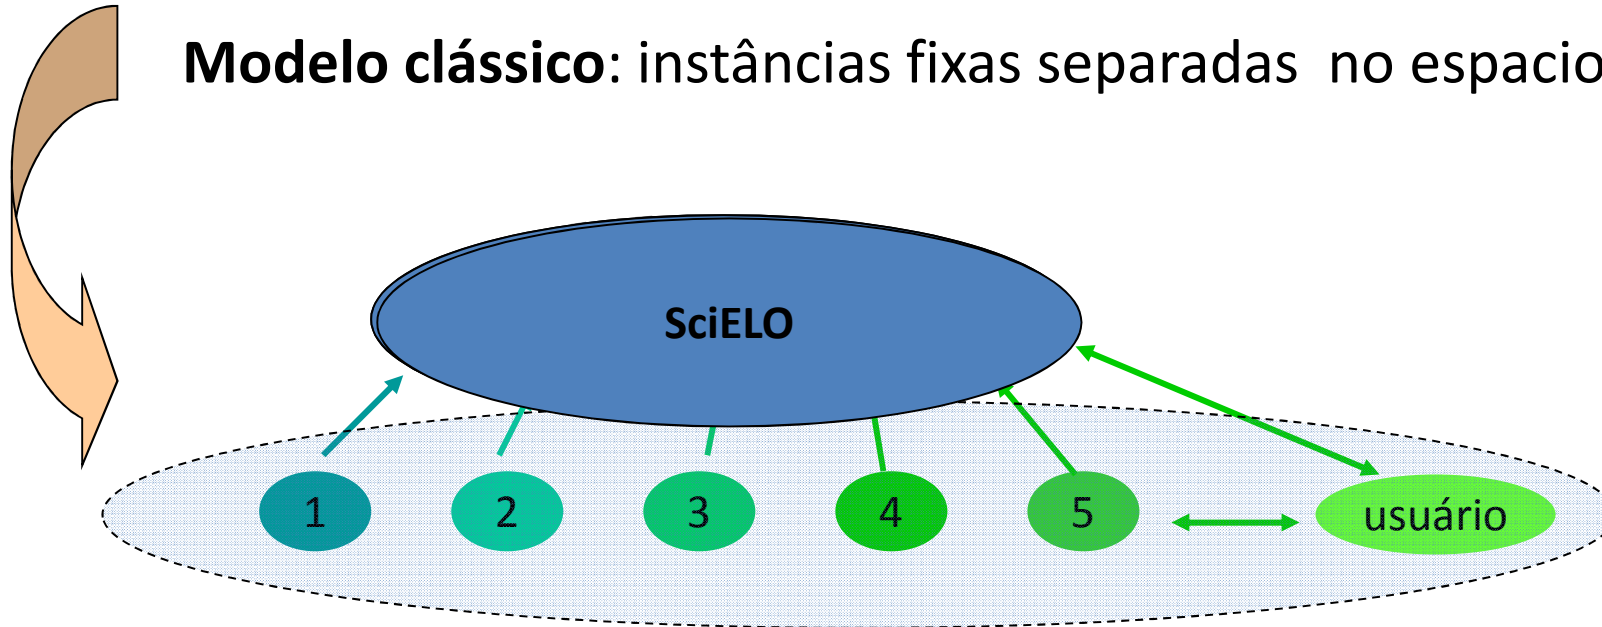 Modelo clássico: instâncias fixas separadas no espacio
SciELO
1 2 3 4 5 usuário